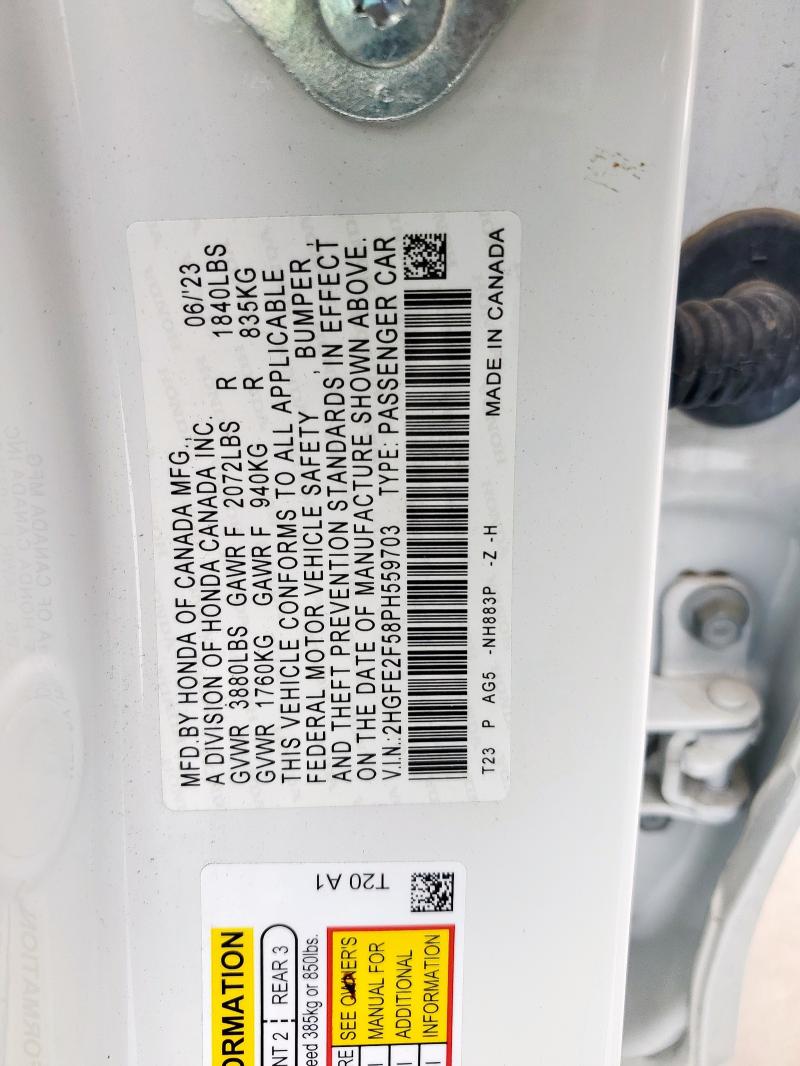 MFD.BY HONDA OF CANADA MFG.,
A DIVISION OF HONDA CANADA INC. 06/'23
GVWR 3880LBS GAWR F 2072LBS R 1840LBS
GVWR 1760KG GAWR F 940KG R 835KG
THIS VEHICLE CONFORMS TO ALL APPLICABLE
FEDERAL MOTOR VEHICLE SAFETY , BUMPER ,
AND THEFT PREVENTION STANDARDS IN EFFECT
ON THE DATE OF MANUFACTURE SHOWN ABOVE.
V.I.N.:2HGFE2F58PH559703 TYPE: PASSENGER CAR
T23 P AG5 -NH883P -Z -H MADE IN CANADA
T20 A1
ORMATION
NT 2 REAR 3
eed 385kg or 850lbs.
RE SEE OWNER'S
MANUAL FOR
ADDITIONAL
INFORMATION